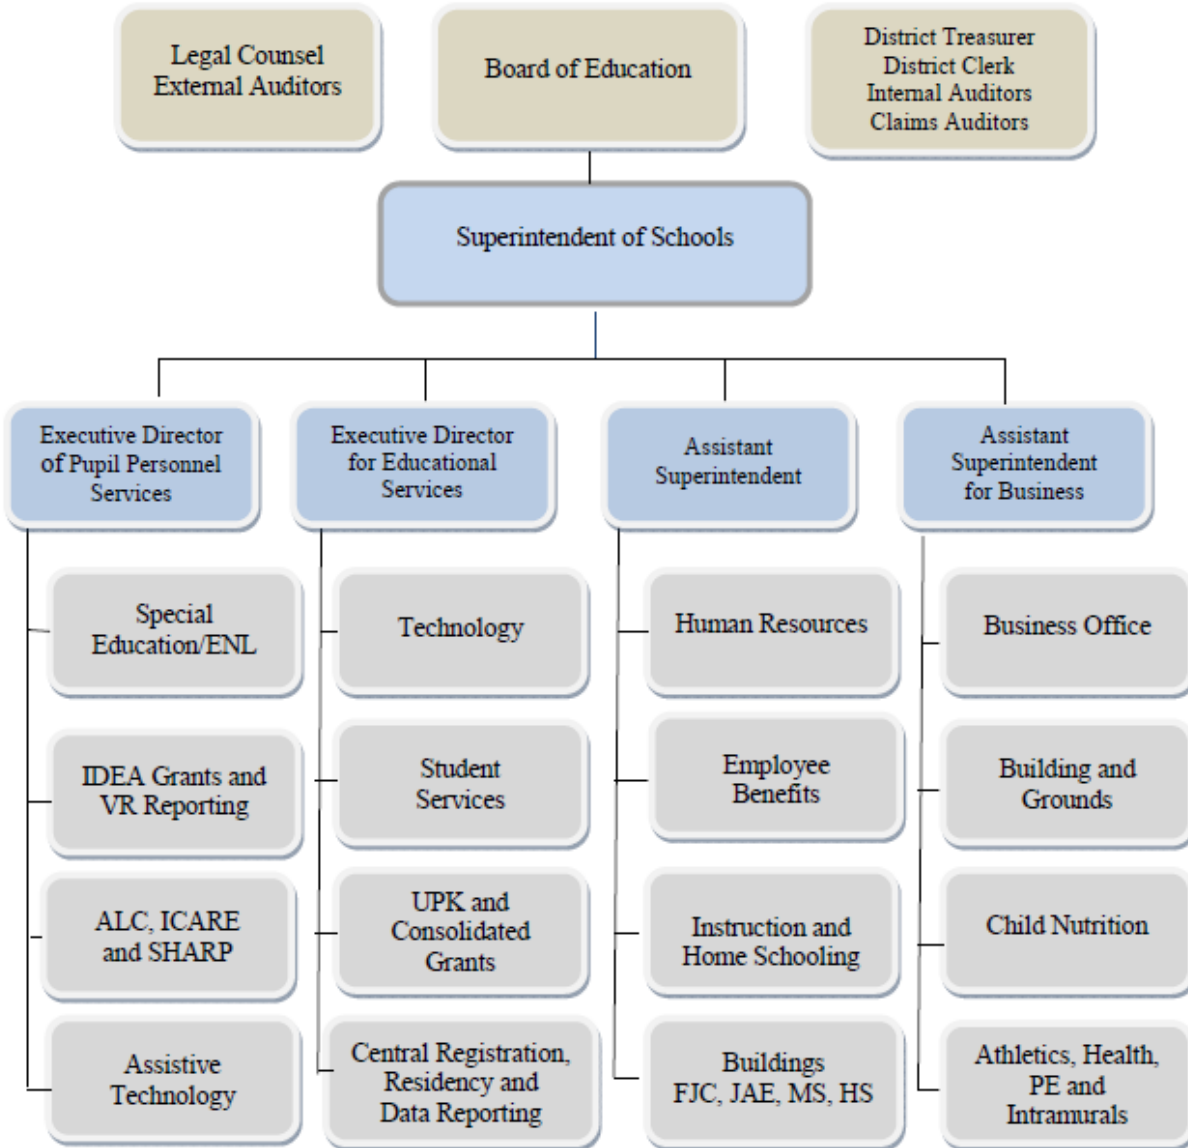 Legal Counsel
External Auditors
Board of Education
District Treasurer
District Clerk
Internal Auditors
Claims Auditors
Superintendent of Schools
Executive Director
of Pupil Personnel
Services
Executive Director
for Educational
Services
Assistant
Superintendent
Assistant
Superintendent
for Business
Special
Education/ENL
Technology
Human Resources
Business Office
IDEA Grants and
VR Reporting
Student
Services
Employee
Benefits
Building and
Grounds
ALC, ICARE
and SHARP
UPK and
Consolidated
Grants
Instruction and
Home Schooling
Child Nutrition
Assistive
Technology
Central Registration,
Residency and
Data Reporting
Buildings
FJC, JAE, MS, HS
Athletics, Health,
PE and
Intramurals